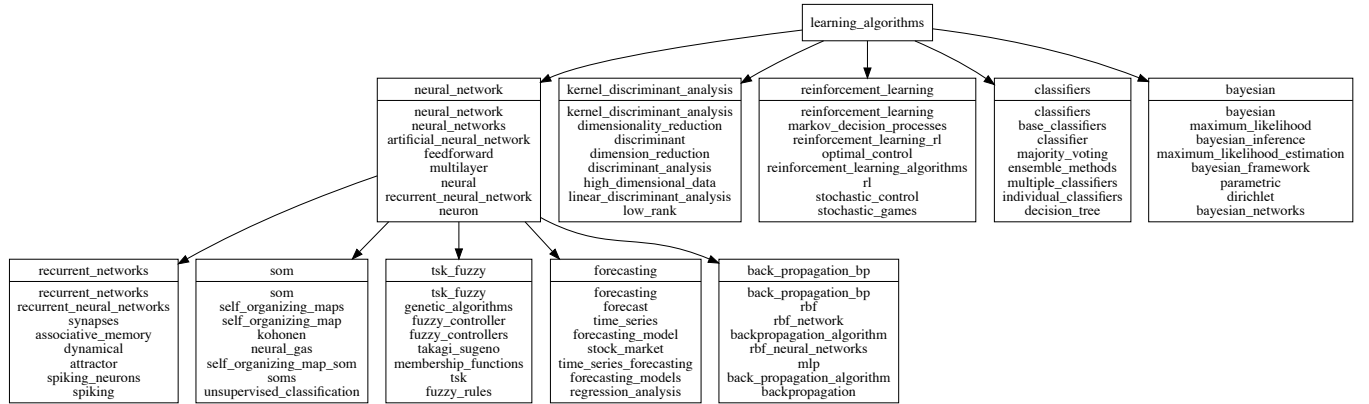 learning_algorithms
neural_network
neural_network
neural_networks
artificial_neural_network
feedforward
multilayer
neural
recurrent_neural_network
neuron
kernel_discriminant_analysis
kernel_discriminant_analysis
dimensionality_reduction
discriminant
dimension_reduction
discriminant_analysis
high_dimensional_data
linear_discriminant_analysis
low_rank
reinforcement_learning
reinforcement_learning
markov_decision_processes
reinforcement_learning_rl
optimal_control
reinforcement_learning_algorithms
rl
stochastic_control
stochastic_games
classifiers
classifiers
base_classifiers
classifier
majority_voting
ensemble_methods
multiple_classifiers
individual_classifiers
decision_tree
bayesian
bayesian
maximum_likelihood
bayesian_inference
maximum_likelihood_estimation
bayesian_framework
parametric
dirichlet
bayesian_networks
recurrent_networks
recurrent_networks
recurrent_neural_networks
synapses
associative_memory
dynamical
attractor
spiking_neurons
spiking
som
som
self_organizing_maps
self_organizing_map
kohonen
neural_gas
self_organizing_map_som
soms
unsupervised_classification
tsk_fuzzy
tsk_fuzzy
genetic_algorithms
fuzzy_controller
fuzzy_controllers
takagi_sugeno
membership_functions
tsk
fuzzy_rules
forecasting
forecasting
forecast
time_series
forecasting_model
stock_market
time_series_forecasting
forecasting_models
regression_analysis
back_propagation_bp
back_propagation_bp
rbf
rbf_network
backpropagation_algorithm
rbf_neural_networks
mlp
back_propagation_algorithm
backpropagation